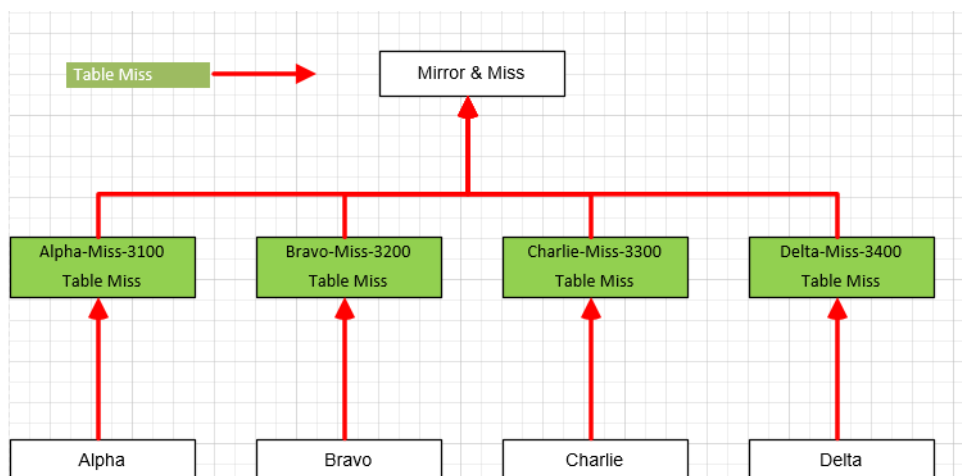 Table Miss
Mirror & Miss
Alpha-Miss-3100
Table Miss
Bravo-Miss-3200
Table Miss
Charlie-Miss-3300
Table Miss
Delta-Miss-3400
Table Miss
Alpha
Bravo
Charlie
Delta